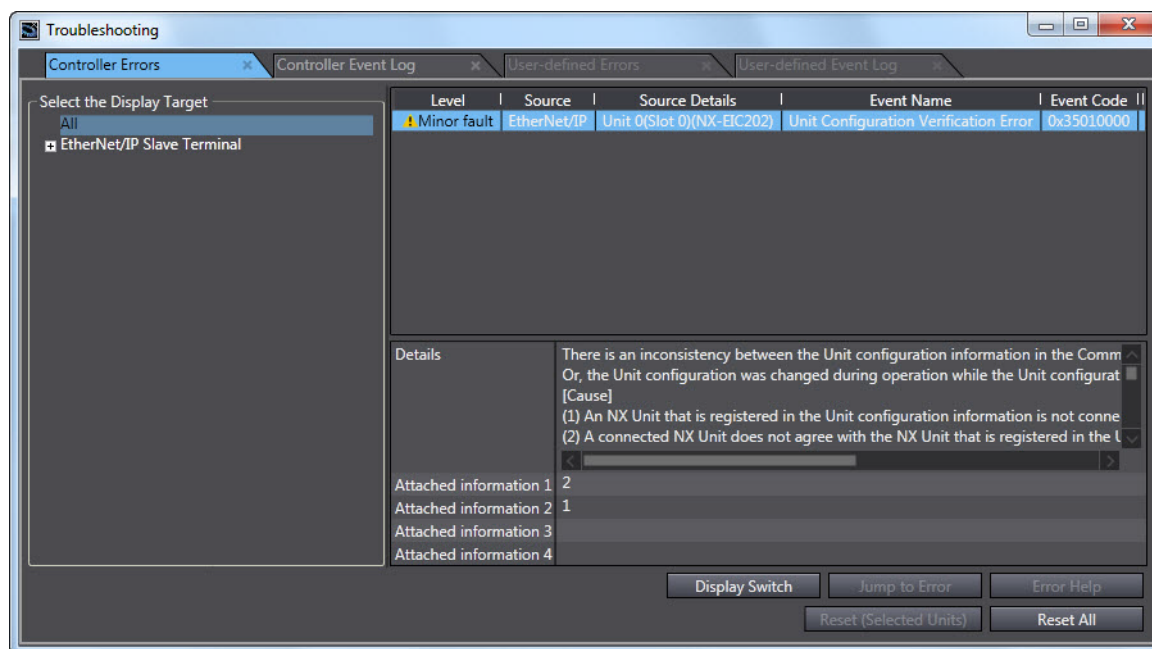 Troubleshooting
Controller Errors
Controller Event Log
User-defined Errors
User-defined Event Log
Select the Display Target
All
EtherNet/IP Slave Terminal
Level Source Source Details Event Name Event Code
Minor fault EtherNet/IP Unit 0(Slot 0)(NX-EIC202) Unit Configuration Verification Error 0x35010000
Details
There is an inconsistency between the Unit configuration information in the Comm
Or, the Unit configuration was changed during operation while the Unit configurat
[Cause]
(1) An NX Unit that is registered in the Unit configuration information is not conne
(2) A connected NX Unit does not agree with the NX Unit that is registered in the
Attached information 1 2
Attached information 2 1
Attached information 3
Attached information 4
Display Switch Jump to Error Error Help
Reset (Selected Units) Reset All